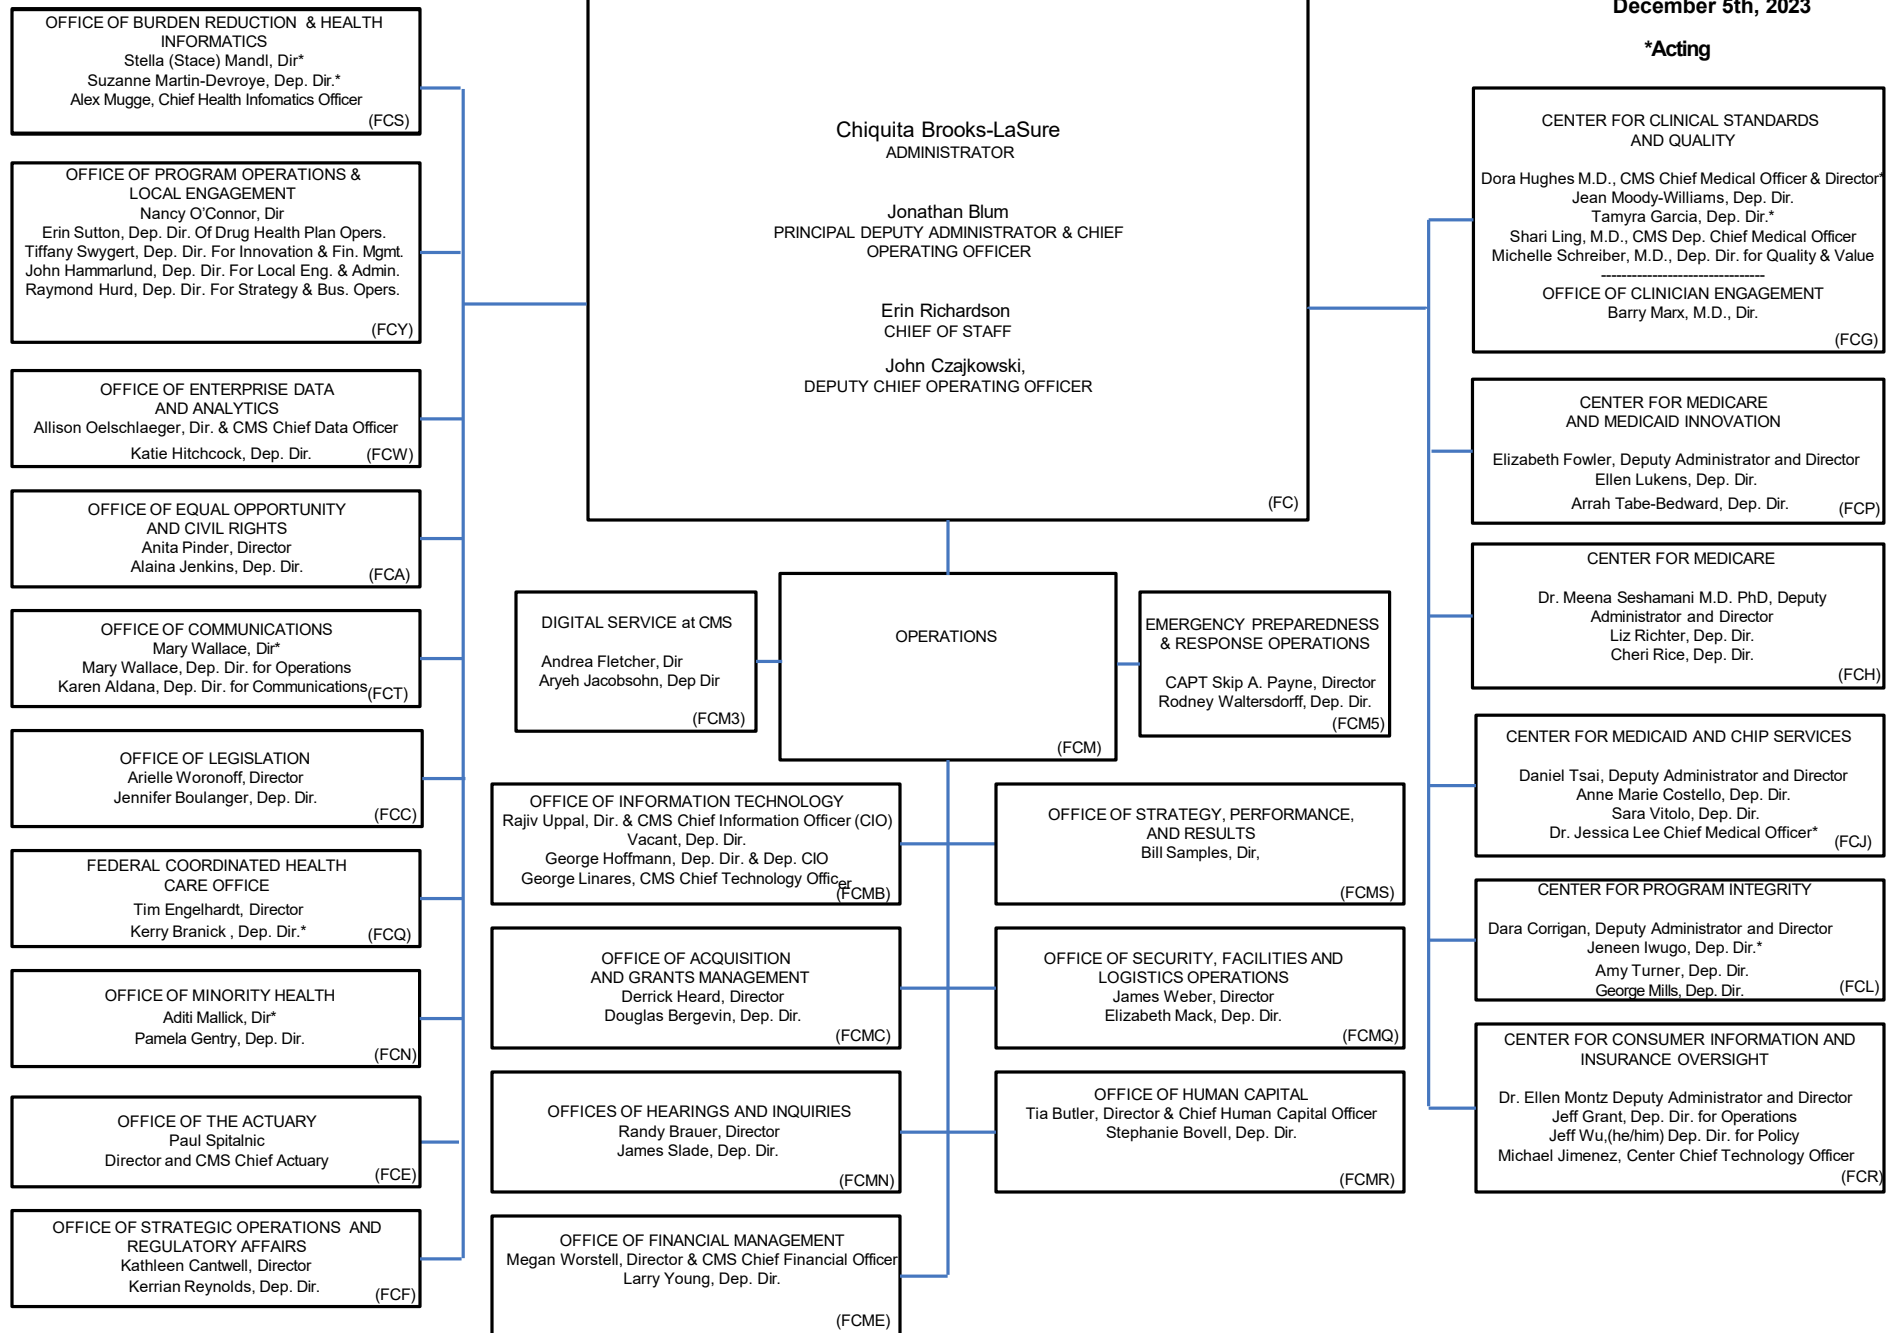 December 5th, 2023
*Acting
OFFICE OF BURDEN REDUCTION & HEALTH
INFORMATICS
Stella (Stace) Mandl, Dir*
Suzanne Martin-Devroye, Dep. Dir.*
Alex Mugge, Chief Health Infomatics Officer
(FCS)
OFFICE OF PROGRAM OPERATIONS &
LOCAL ENGAGEMENT
Nancy O'Connor, Dir
Erin Sutton, Dep. Dir. Of Drug Health Plan Opers.
Tiffany Swygert, Dep. Dir. For Innovation & Fin. Mgmt.
John Hammarlund, Dep. Dir. For Local Eng. & Admin.
Raymond Hurd, Dep. Dir. For Strategy & Bus. Opers.
(FCY)
OFFICE OF ENTERPRISE DATA
AND ANALYTICS
Allison Oelschlaeger, Dir. & CMS Chief Data Officer
Katie Hitchcock, Dep. Dir. (FCW)
OFFICE OF EQUAL OPPORTUNITY
AND CIVIL RIGHTS
Anita Pinder, Director
Alaina Jenkins, Dep. Dir.
(FCA)
OFFICE OF COMMUNICATIONS
Mary Wallace, Dir*
Mary Wallace, Dep. Dir. for Operations
Karen Aldana, Dep. Dir. for Communications
(FCT)
OFFICE OF LEGISLATION
Arielle Woronoff, Director
Jennifer Boulanger, Dep. Dir.
(FCC)
FEDERAL COORDINATED HEALTH
CARE OFFICE
Tim Engelhardt, Director
Kerry Branick , Dep. Dir.* (FCQ)
OFFICE OF MINORITY HEALTH
Aditi Mallick, Dir*
Pamela Gentry, Dep. Dir.
(FCN)
OFFICE OF THE ACTUARY
Paul Spitalnic
Director and CMS Chief Actuary
(FCE)
OFFICE OF STRATEGIC OPERATIONS AND
REGULATORY AFFAIRS
Kathleen Cantwell, Director
Kerrian Reynolds, Dep. Dir.
(FCF)
Chiquita Brooks-LaSure
ADMINISTRATOR
Jonathan Blum
PRINCIPAL DEPUTY ADMINISTRATOR & CHIEF
OPERATING OFFICER
Erin Richardson
CHIEF OF STAFF
John Czajkowski,
DEPUTY CHIEF OPERATING OFFICER
(FC)
DIGITAL SERVICE at CMS
Andrea Fletcher, Dir
Aryeh Jacobsohn, Dep Dir
(FCM3)
OPERATIONS
(FCM)
EMERGENCY PREPAREDNESS
& RESPONSE OPERATIONS
CAPT Skip A. Payne, Director
Rodney Waltersdorff, Dep. Dir.
(FCM5)
OFFICE OF INFORMATION TECHNOLOGY
Rajiv Uppal, Dir. & CMS Chief Information Officer (CIO)
Vacant, Dep. Dir.
George Hoffmann, Dep. Dir. & Dep. CIO
George Linares, CMS Chief Technology Officer
(FCMB)
OFFICE OF STRATEGY, PERFORMANCE,
AND RESULTS
Bill Samples, Dir,
(FCMS)
OFFICE OF ACQUISITION
AND GRANTS MANAGEMENT
Derrick Heard, Director
Douglas Bergevin, Dep. Dir.
(FCMC)
OFFICE OF SECURITY, FACILITIES AND
LOGISTICS OPERATIONS
James Weber, Director
Elizabeth Mack, Dep. Dir.
(FCMQ)
OFFICES OF HEARINGS AND INQUIRIES
Randy Brauer, Director
James Slade, Dep. Dir.
(FCMN)
OFFICE OF HUMAN CAPITAL
Tia Butler, Director & Chief Human Capital Officer
Stephanie Bovell, Dep. Dir.
(FCMR)
OFFICE OF FINANCIAL MANAGEMENT
Megan Worstell, Director & CMS Chief Financial Officer
Larry Young, Dep. Dir.
(FCME)
CENTER FOR CLINICAL STANDARDS
AND QUALITY
Dora Hughes M.D., CMS Chief Medical Officer & Director*
Jean Moody-Williams, Dep. Dir.
Tamyra Garcia, Dep. Dir.*
Shari Ling, M.D., CMS Dep. Chief Medical Officer
Michelle Schreiber, M.D., Dep. Dir. for Quality & Value
--------------------------------
OFFICE OF CLINICIAN ENGAGEMENT
Barry Marx, M.D., Dir.
(FCG)
CENTER FOR MEDICARE
AND MEDICAID INNOVATION
Elizabeth Fowler, Deputy Administrator and Director
Ellen Lukens, Dep. Dir.
Arrah Tabe-Bedward, Dep. Dir. (FCP)
CENTER FOR MEDICARE
Dr. Meena Seshamani M.D. PhD, Deputy
Administrator and Director
Liz Richter, Dep. Dir.
Cheri Rice, Dep. Dir.
(FCH)
CENTER FOR MEDICAID AND CHIP SERVICES
Daniel Tsai, Deputy Administrator and Director
Anne Marie Costello, Dep. Dir.
Sara Vitolo, Dep. Dir.
Dr. Jessica Lee Chief Medical Officer*
(FCJ)
CENTER FOR PROGRAM INTEGRITY
Dara Corrigan, Deputy Administrator and Director
Jeneen Iwugo, Dep. Dir.*
Amy Turner, Dep. Dir.
George Mills, Dep. Dir.
(FCL)
CENTER FOR CONSUMER INFORMATION AND
INSURANCE OVERSIGHT
Dr. Ellen Montz Deputy Administrator and Director
Jeff Grant, Dep. Dir. for Operations
Jeff Wu,(he/him) Dep. Dir. for Policy
Michael Jimenez, Center Chief Technology Officer
(FCR)